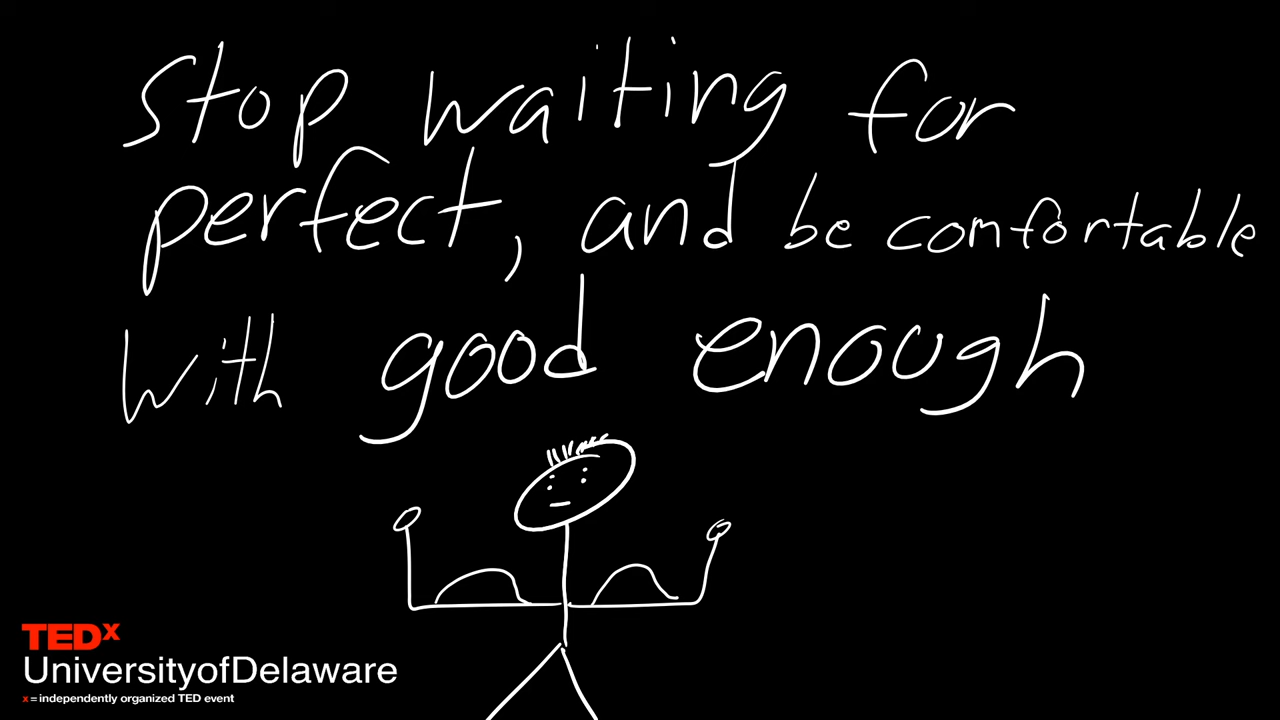 Stop waiting for
perfect, and be comfortable
with good enough
TEDx
UniversityofDelaware
x = independently organized TED event